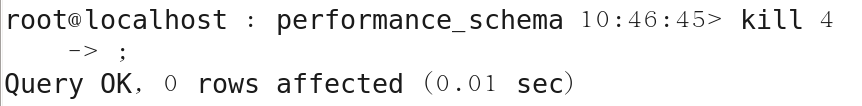 root@localhost : performance_schema 10:46:45> kill 4
    -> ;
Query OK, 0 rows affected (0.01 sec)